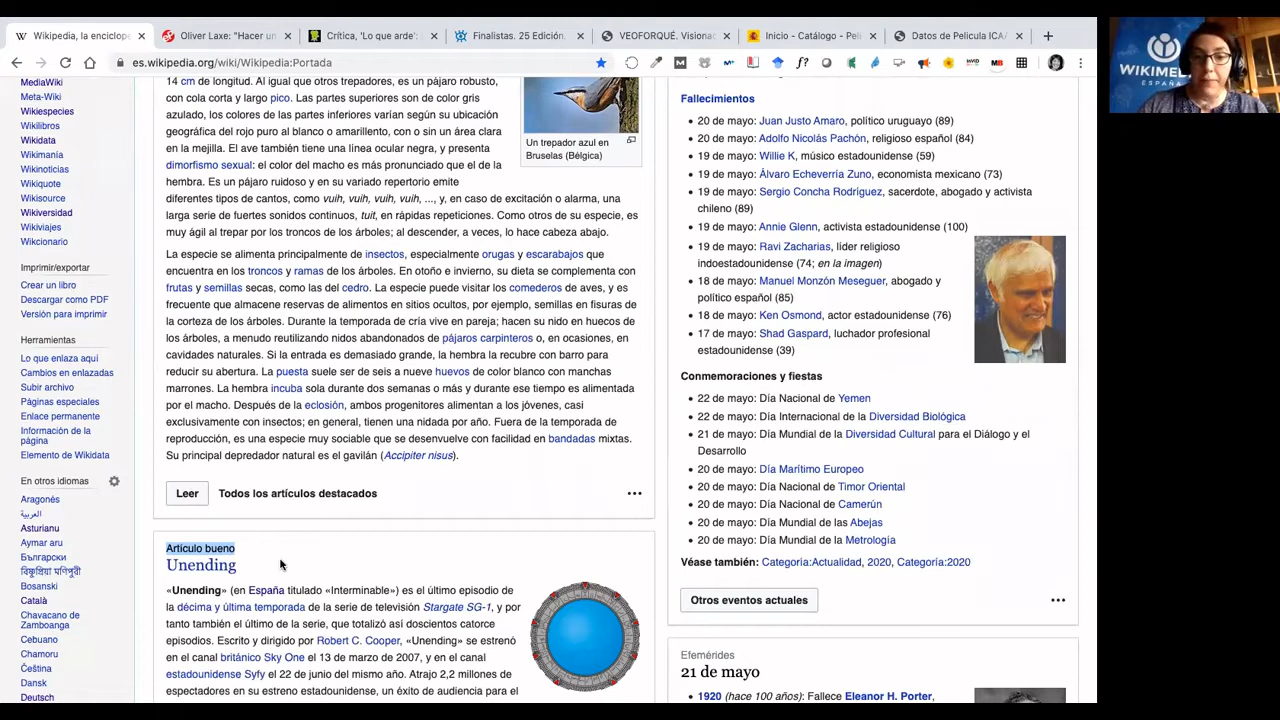 Wikipedia, la enciclope
Oliver Laxe: "Hacer un
Crítica, 'Lo que arde':
Finalistas. 25 Edición.
VEOFORQUÉ. Visionad
Inicio - Catálogo - Peli
Datos de Pelicula ICAA
es.wikipedia.org/wiki/Wikipedia:Portada
WIKIMEDIA
ESPAÑA
MediaWiki
Meta-Wiki
Wikiespecies
Wikilibros
Wikidata
Wikimanía
Wikinoticias
Wikiquote
Wikisource
Wikiversidad
Wikiviajes
Wikcionario
Imprimir/exportar
Crear un libro
Descargar como PDF
Versión para imprimir
Herramientas
Lo que enlaza aquí
Cambios en enlazadas
Subir archivo
Páginas especiales
Enlace permanente
Información de la
página
Elemento de Wikidata
En otros idiomas
Aragonés
العربية
Asturianu
Aymar aru
Български
বিষ্ণুপ্রিয়া মণিপুরী
Bosanski
Català
Chavacano de
Zamboanga
Cebuano
Chamoru
Čeština
Dansk
Deutsch
14 cm de longitud. Al igual que otros trepadores, es un pájaro robusto,
con cola corta y largo pico. Las partes superiores son de color gris
azulado, los colores de las partes inferiores varían según su ubicación
geográfica del rojo puro al blanco o amarillento, con o sin un área clara
en la mejilla. El ave también tiene una línea ocular negra, y presenta
dimorfismo sexual: el color del macho es más pronunciado que el de la
hembra. Es un pájaro ruidoso y en su variado repertorio emite
diferentes tipos de cantos, como vuih, vuih, vuih, vuih, ..., y, en caso de excitación o alarma, una
larga serie de fuertes sonidos continuos, tuit, en rápidas repeticiones. Como otros de su especie, es
muy ágil al trepar por los troncos de los árboles; al descender, a veces, lo hace cabeza abajo.
Un trepador azul en
Bruselas (Bélgica)
La especie se alimenta principalmente de insectos, especialmente orugas y escarabajos que
encuentra en los troncos y ramas de los árboles. En otoño e invierno, su dieta se complementa con
frutas y semillas secas, como las del cedro. La especie puede visitar los comederos de aves, y es
frecuente que almacene reservas de alimentos en sitios ocultos, por ejemplo, semillas en fisuras de
la corteza de los árboles. Durante la temporada de cría vive en pareja; hacen su nido en huecos de
los árboles, a menudo reutilizando nidos abandonados de pájaros carpinteros o, en ocasiones, en
cavidades naturales. Si la entrada es demasiado grande, la hembra la recubre con barro para
reducir su abertura. La puesta suele ser de seis a nueve huevos de color blanco con manchas
marrones. La hembra incuba sola durante dos semanas o más y durante ese tiempo es alimentada
por el macho. Después de la eclosión, ambos progenitores alimentan a los jóvenes, casi
exclusivamente con insectos; en general, tienen una nidada por año. Fuera de la temporada de
reproducción, es una especie muy sociable que se desenvuelve con facilidad en bandadas mixtas.
Su principal depredador natural es el gavilán (Accipiter nisus).
Leer
Todos los artículos destacados
Artículo bueno
Unending
«Unending» (en España titulado «Interminable») es el último episodio de
la décima y última temporada de la serie de televisión Stargate SG-1, y por
tanto también el último de la serie, que totalizó así doscientos catorce
episodios. Escrito y dirigido por Robert C. Cooper, «Unending» se estrenó
en el canal británico Sky One el 13 de marzo de 2007, y en el canal
estadounidense Syfy el 22 de junio del mismo año. Atrajo 2,2 millones de
espectadores en su estreno estadounidense, un éxito de audiencia para el
Fallecimientos
• 20 de mayo: Juan Justo Amaro, político uruguayo (89)
• 20 de mayo: Adolfo Nicolás Pachón, religioso español (84)
• 19 de mayo: Willie K, músico estadounidense (59)
• 19 de mayo: Álvaro Echeverría Zuno, economista mexicano (73)
• 19 de mayo: Sergio Concha Rodríguez, sacerdote, abogado y activista
chileno (89)
• 19 de mayo: Annie Glenn, activista estadounidense (100)
• 19 de mayo: Ravi Zacharias, líder religioso
indoestadounidense (74; en la imagen)
• 18 de mayo: Manuel Monzón Meseguer, abogado y
político español (85)
• 18 de mayo: Ken Osmond, actor estadounidense (76)
• 17 de mayo: Shad Gaspard, luchador profesional
estadounidense (39)
Conmemoraciones y fiestas
• 22 de mayo: Día Nacional de Yemen
• 22 de mayo: Día Internacional de la Diversidad Biológica
• 21 de mayo: Día Mundial de la Diversidad Cultural para el Diálogo y el
Desarrollo
• 20 de mayo: Día Marítimo Europeo
• 20 de mayo: Día Nacional de Timor Oriental
• 20 de mayo: Día Nacional de Camerún
• 20 de mayo: Día Mundial de las Abejas
• 20 de mayo: Día Mundial de la Metrología
Véase también: Categoría:Actualidad, 2020, Categoría:2020
Otros eventos actuales
Efemérides
21 de mayo
• 1920 (hace 100 años): Fallece Eleanor H. Porter,